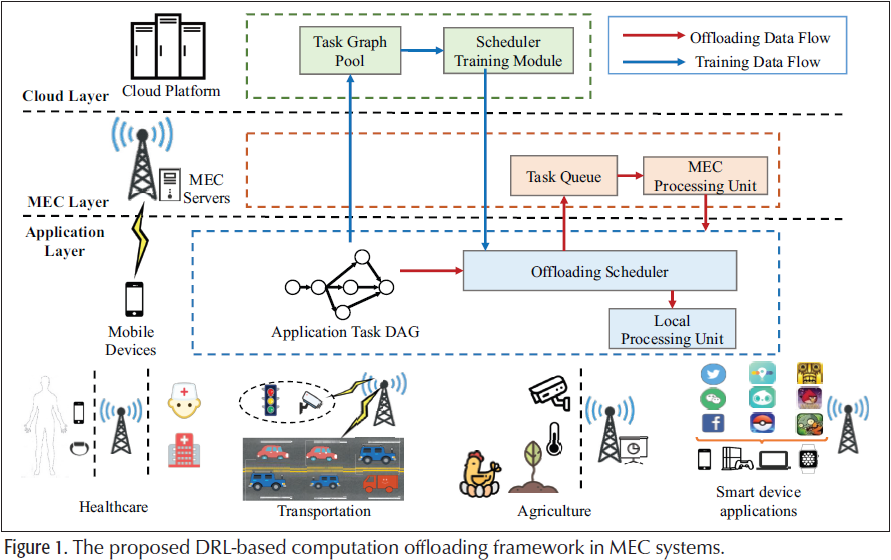 Task Graph
Pool
Scheduler
Training Module
Offloading Data Flow
Training Data Flow
Cloud Platform
Cloud Layer
MEC
Servers
MEC Layer
Task Queue
MEC
Processing Unit
Application
Layer
Offloading Scheduler
Application Task DAG
Local
Processing Unit
Mobile
Devices
Healthcare
Transportation
Agriculture
Smart device
applications
Figure 1. The proposed DRL-based computation offloading framework in MEC systems.